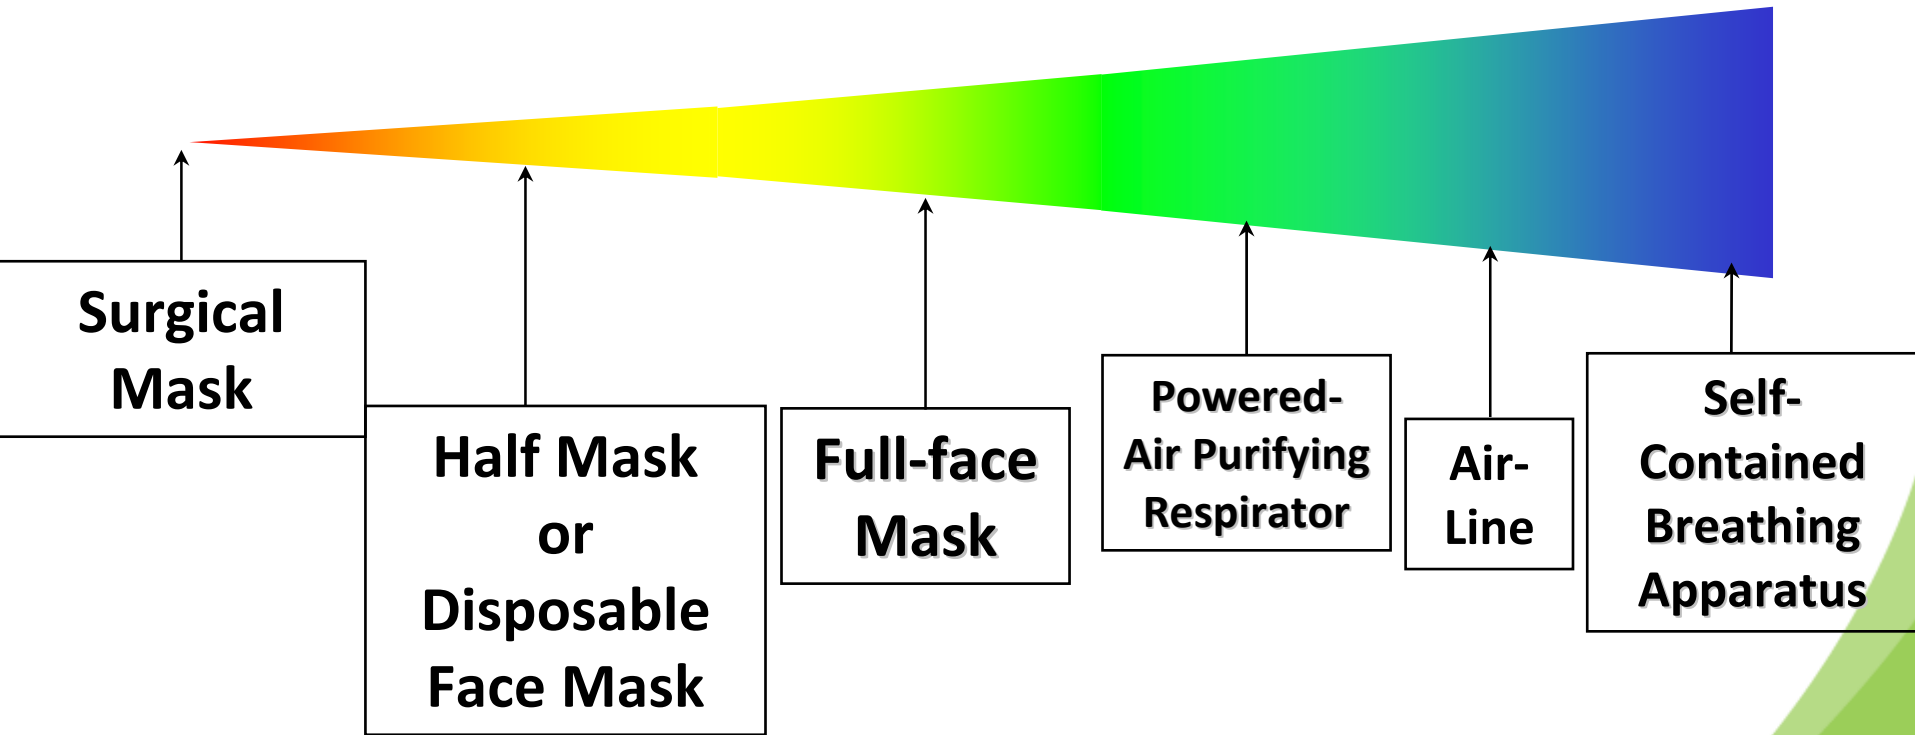 Surgical
Mask
Half Mask
or
Disposable
Face Mask
Full-face
Mask
Powered-
Air Purifying
Respirator
Air-
Line
Self-
Contained
Breathing
Apparatus